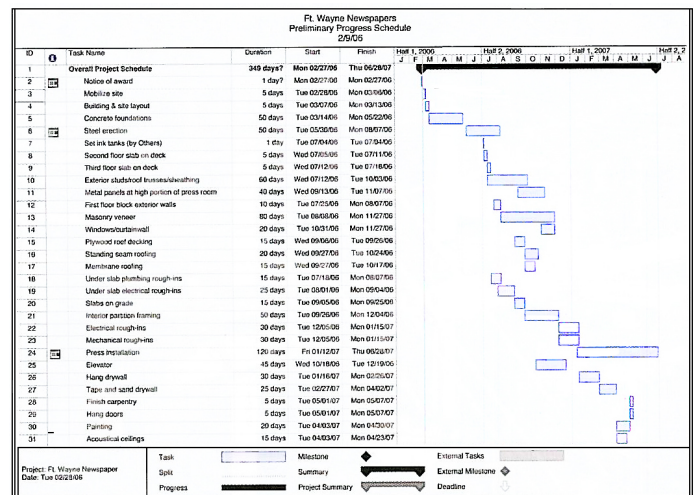 Ft. Wayne Newspapers
Preliminary Progress Schedule
2/9/06
ID Task Name Duration Start Finish Half 1, 2006 Half 2, 2006 Half 1, 2007 Half 2, 2
J F M A M J J A S O N D J F M A M J J A
1 Overall Project Schedule 349 days? Mon 02/27/06 Thu 06/28/07
2 Notice of award 1 day? Mon 02/27/06 Mon 02/27/06
3 Mobilize site 5 days Tue 02/28/06 Mon 03/06/06
4 Building & site layout 5 days Tue 03/07/06 Mon 03/13/06
5 Concrete foundations 50 days Tue 03/14/06 Mon 05/22/06
6 Steel erection 50 days Tue 05/30/06 Mon 08/07/06
7 Set ink tanks (by Others) 1 day Tue 07/04/06 Tue 07/04/06
8 Second floor slab on deck 5 days Wed 07/05/06 Tue 07/11/06
9 Third floor slab on deck 5 days Wed 07/12/06 Tue 07/18/06
10 Exterior studs/roof trusses/sheathing 60 days Wed 07/12/06 Tue 10/03/06
11 Metal panels at high portion of press room 40 days Wed 09/13/06 Tue 11/07/06
12 First floor block exterior walls 10 days Tue 07/25/06 Mon 08/07/06
13 Masonry veneer 80 days Tue 08/08/06 Mon 11/27/06
14 Windows/curtainwall 20 days Tue 10/31/06 Mon 11/27/06
15 Plywood roof decking 15 days Wed 09/06/06 Tue 09/26/06
16 Standing seam roofing 20 days Wed 09/27/06 Tue 10/24/06
17 Membrane roofing 15 days Wed 09/27/06 Tue 10/17/06
18 Under slab plumbing rough-ins 15 days Tue 07/18/06 Mon 08/07/06
19 Under slab electrical rough-ins 25 days Tue 08/01/06 Mon 09/04/06
20 Slabs on grade 15 days Tue 09/05/06 Mon 09/25/06
21 Interior partition framing 50 days Tue 09/26/06 Mon 12/04/06
22 Electrical rough-ins 30 days Tue 12/05/06 Mon 01/15/07
23 Mechanical rough-ins 30 days Tue 12/05/06 Mon 01/15/07
24 Press installation 120 days Fri 01/12/07 Thu 06/28/07
25 Elevator 45 days Wed 10/18/06 Tue 12/19/06
26 Hang drywall 30 days Tue 01/16/07 Mon 02/26/07
27 Tape and sand drywall 25 days Tue 02/27/07 Mon 04/02/07
28 Finish carpentry 5 days Tue 05/01/07 Mon 05/07/07
29 Hang doors 5 days Tue 05/01/07 Mon 05/07/07
30 Painting 20 days Tue 04/03/07 Mon 04/30/07
31 Acoustical ceilings 15 days Tue 04/03/07 Mon 04/23/07
Project: Ft. Wayne Newspaper
Date: Tue 02/28/06
Task Milestone External Tasks
Split Summary External Milestone
Progress Project Summary Deadline